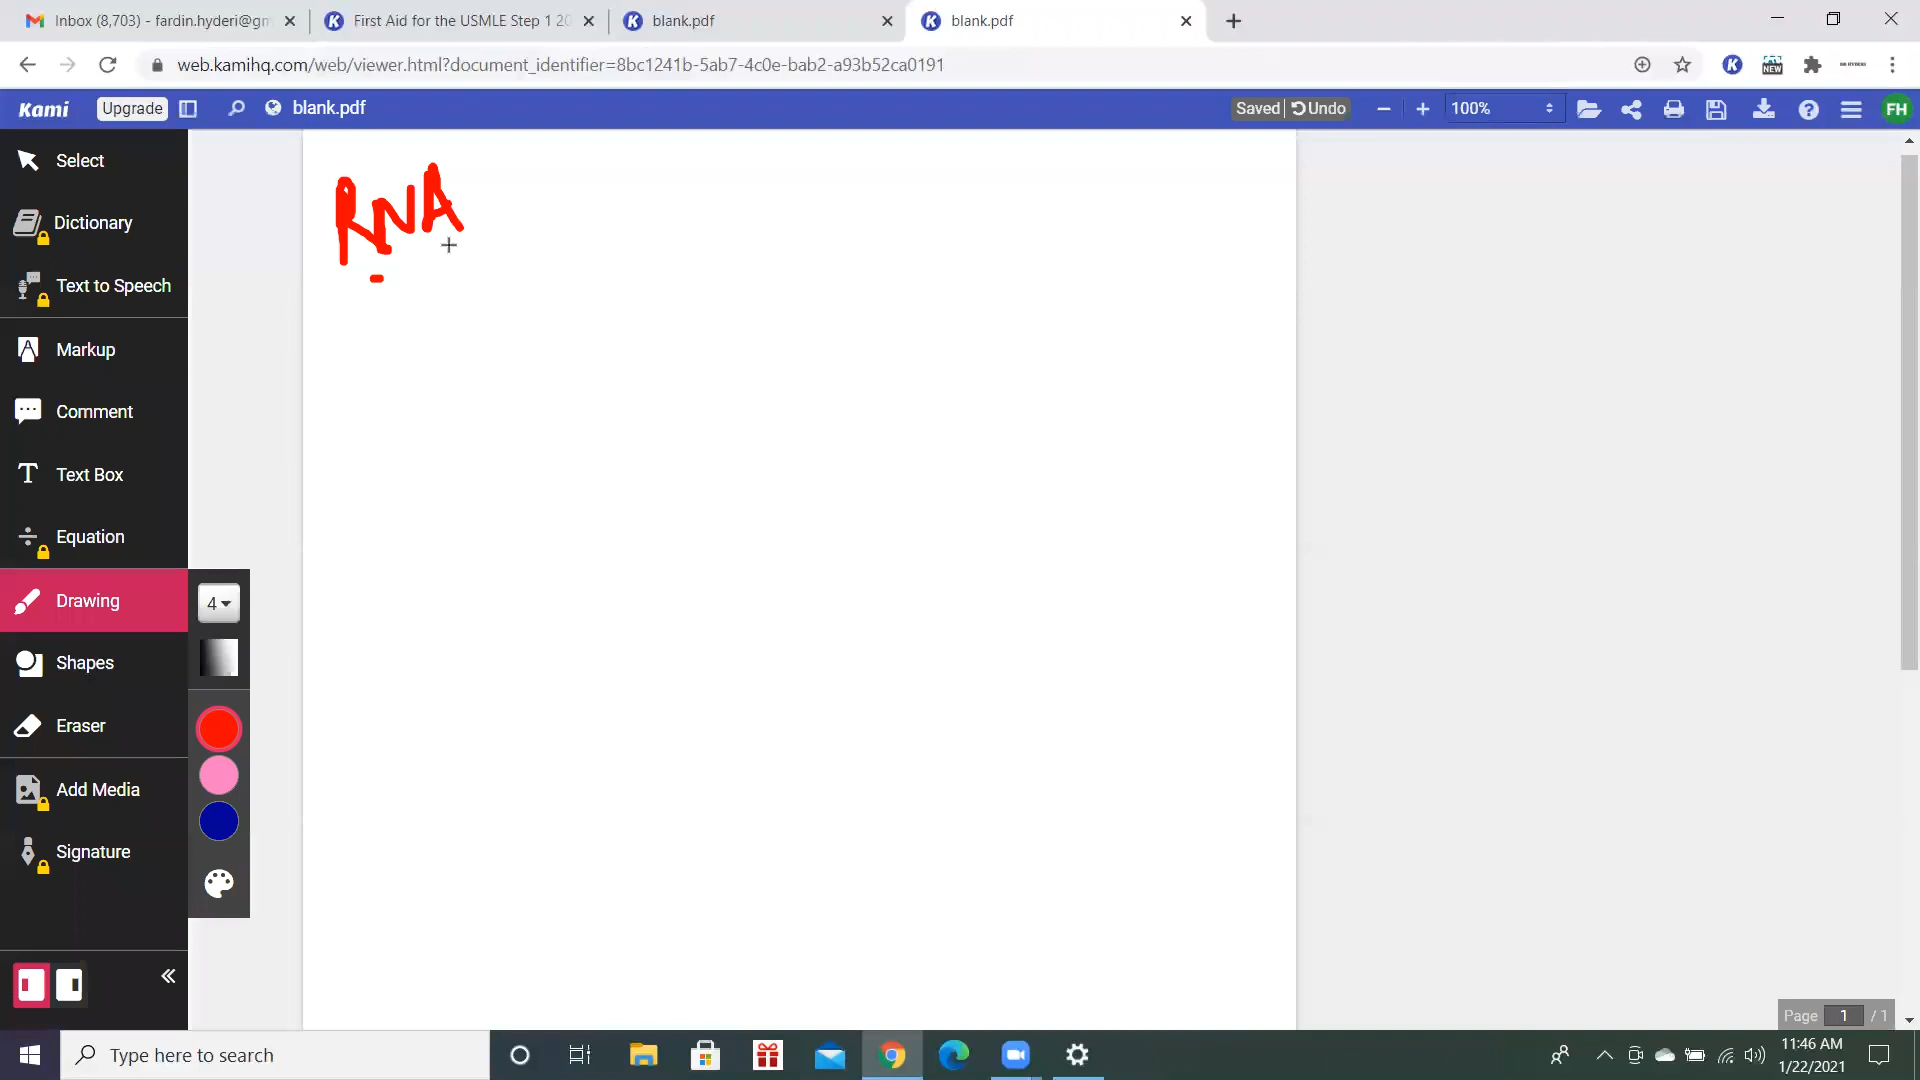 Inbox (8,703) - fardin.hyderi@gm
First Aid for the USMLE Step 1 20
blank.pdf
blank.pdf
web.kamihq.com/web/viewer.html?document_identifier=8bc1241b-5ab7-4c0e-bab2-a93b52ca0191
NEW
Kami
Upgrade
blank.pdf
Saved
Undo
100%
FH
Select
Dictionary
Text to Speech
Markup
Comment
Text Box
Equation
Drawing
Shapes
Eraser
Add Media
Signature
4
RNA
Page 1 / 1
Type here to search
11:46 AM
1/22/2021